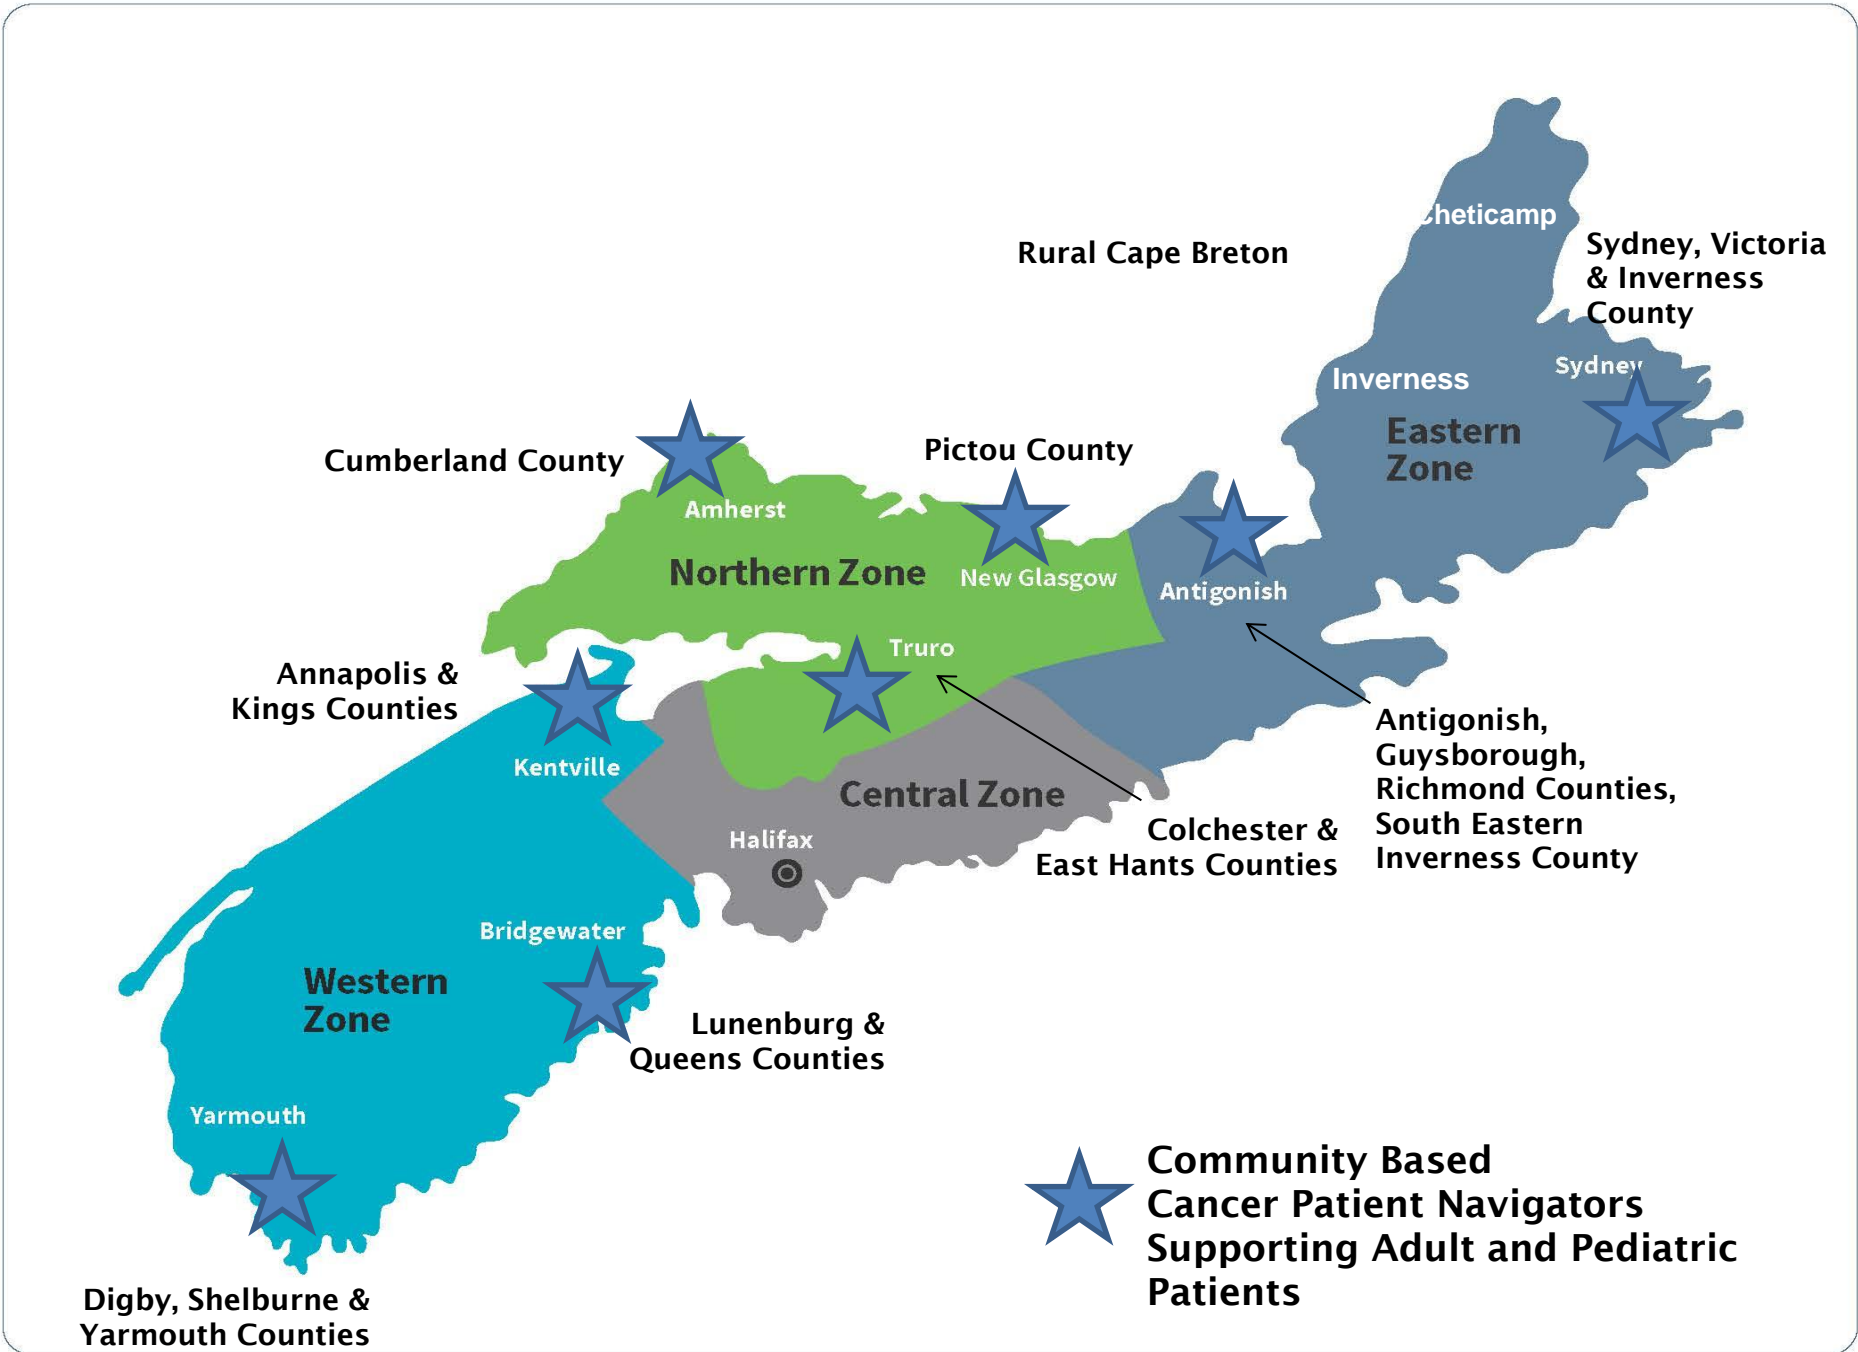 Cheticamp
Rural Cape Breton
Sydney, Victoria
& Inverness
County
Inverness
Sydney
Eastern
Zone
Cumberland County
Pictou County
Amherst
Northern Zone
New Glasgow
Antigonish
Truro
Annapolis &
Kings Counties
Kentville
Antigonish,
Guysborough,
Richmond Counties,
South Eastern
Inverness County
Central Zone
Halifax
Colchester &
East Hants Counties
Bridgewater
Western
Zone
Lunenburg &
Queens Counties
Yarmouth
Digby, Shelburne &
Yarmouth Counties
Community Based
Cancer Patient Navigators
Supporting Adult and Pediatric
Patients